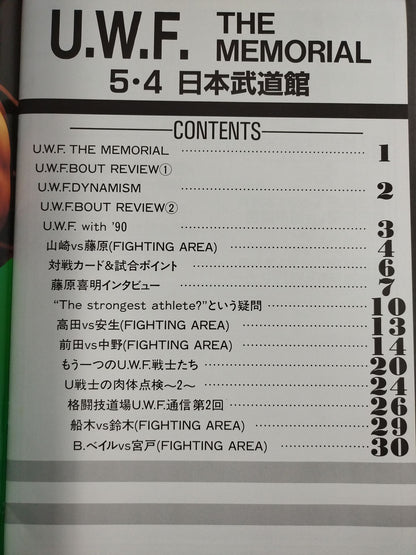 U.W.F. THE MEMORIAL
5・4 日本武道館
CONTENTS
U.W.F. THE MEMORIAL 1
U.W.F.BOUT REVIEW①
U.W.F.DYNAMISM 2
U.W.F.BOUT REVIEW②
U.W.F. with '90 3
山崎vs藤原(FIGHTING AREA) 4
対戦カード&試合ポイント 6
藤原喜明インタビュー 7
"The strongest athlete?"という疑問 10
高田vs安生(FIGHTING AREA) 13
前田vs中野(FIGHTING AREA) 14
もう一つのU.W.F.戦士たち 20
U戦士の肉体点検〜2〜 24
格闘技道場U.W.F.通信第2回 26
船木vs鈴木(FIGHTING AREA) 29
B.ベイルvs宮戸(FIGHTING AREA) 30